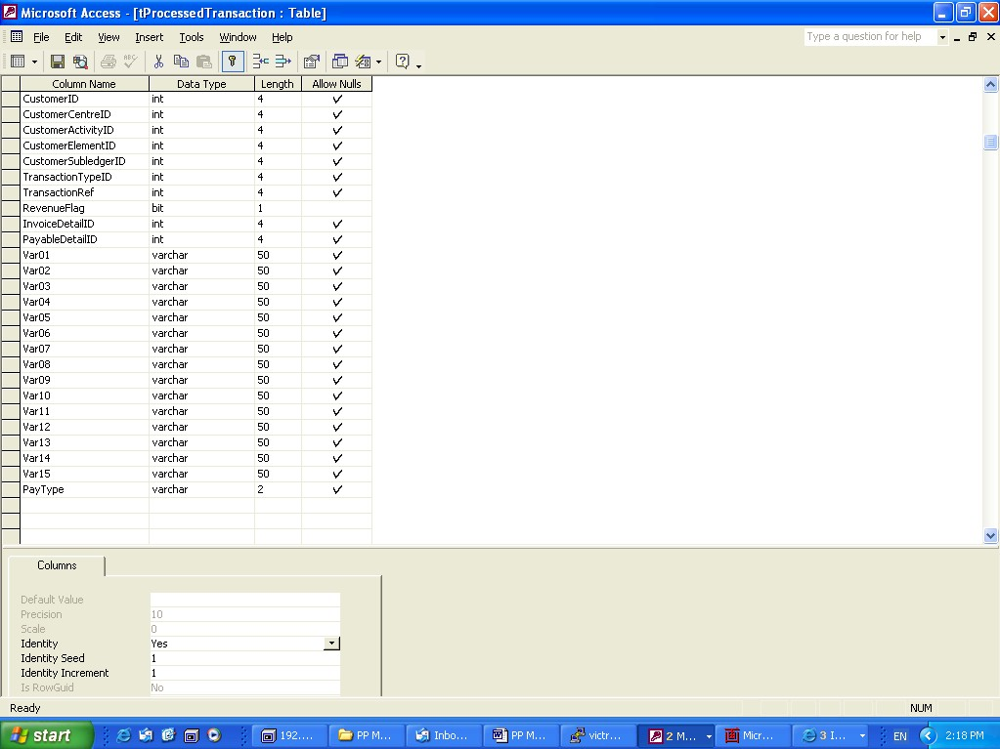 Microsoft Access - [tProcessedTransaction : Table]
File Edit View Insert Tools Window Help Type a question for help
Column Name Data Type Length Allow Nulls
CustomerID int 4
CustomerCentreID int 4
CustomerActivityID int 4
CustomerElementID int 4
CustomerSubledgerID int 4
TransactionTypeID int 4
TransactionRef int 4
RevenueFlag bit 1
InvoiceDetailID int 4
PayableDetailID int 4
Var01 varchar 50
Var02 varchar 50
Var03 varchar 50
Var04 varchar 50
Var05 varchar 50
Var06 varchar 50
Var07 varchar 50
Var08 varchar 50
Var09 varchar 50
Var10 varchar 50
Var11 varchar 50
Var12 varchar 50
Var13 varchar 50
Var14 varchar 50
Var15 varchar 50
PayType varchar 2
Columns
Default Value
Precision 10
Scale 0
Identity Yes
Identity Seed 1
Identity Increment 1
Is RowGuid No
Ready NUM
start 192.... PP M... Inbo... PP M... victr... 2 M... Micr... 3 I... EN 2:18 PM